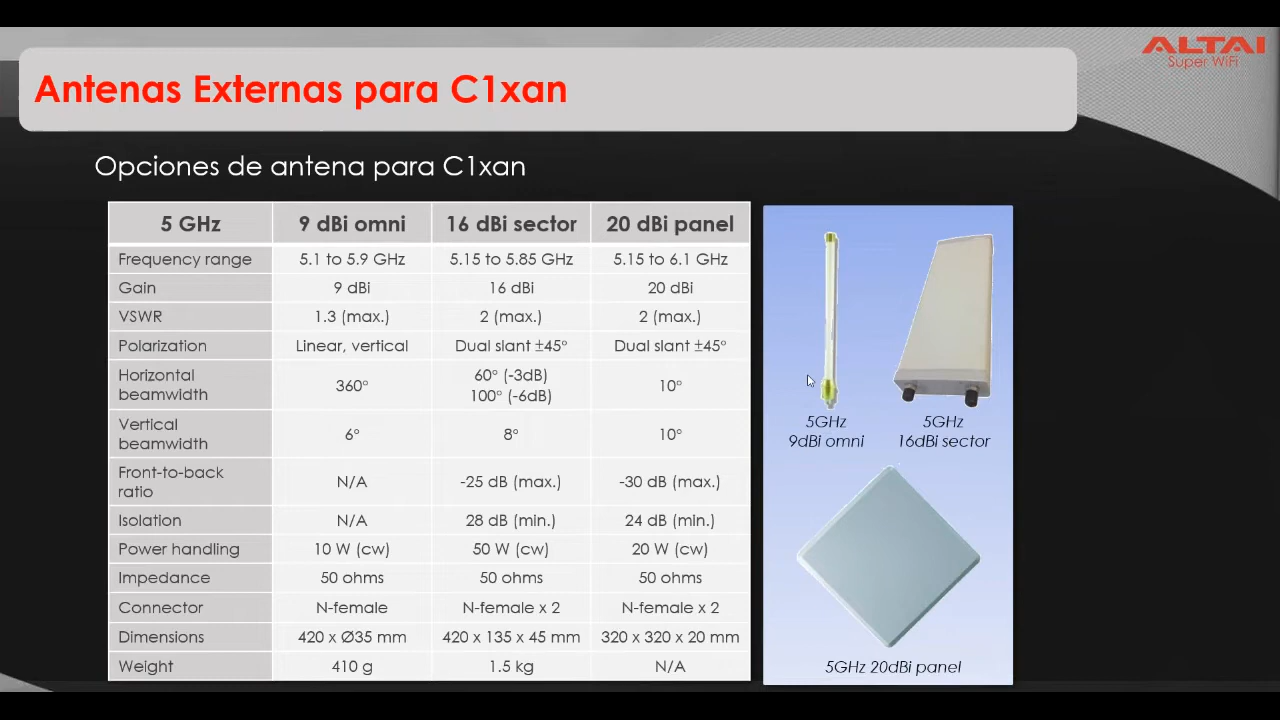 ALTAI
Super WiFi
Antenas Externas para C1xan
Opciones de antena para C1xan
5 GHz 9 dBi omni 16 dBi sector 20 dBi panel
Frequency range 5.1 to 5.9 GHz 5.15 to 5.85 GHz 5.15 to 6.1 GHz
Gain 9 dBi 16 dBi 20 dBi
VSWR 1.3 (max.) 2 (max.) 2 (max.)
Polarization Linear, vertical Dual slant ±45° Dual slant ±45°
Horizontal beamwidth 360° 60° (-3dB) 100° (-6dB) 10°
Vertical beamwidth 6° 8° 10°
Front-to-back ratio N/A -25 dB (max.) -30 dB (max.)
Isolation N/A 28 dB (min.) 24 dB (min.)
Power handling 10 W (cw) 50 W (cw) 20 W (cw)
Impedance 50 ohms 50 ohms 50 ohms
Connector N-female N-female x 2 N-female x 2
Dimensions 420 x Ø35 mm 420 x 135 x 45 mm 320 x 320 x 20 mm
Weight 410 g 1.5 kg N/A
5GHz
9dBi omni
5GHz
16dBi sector
5GHz 20dBi panel